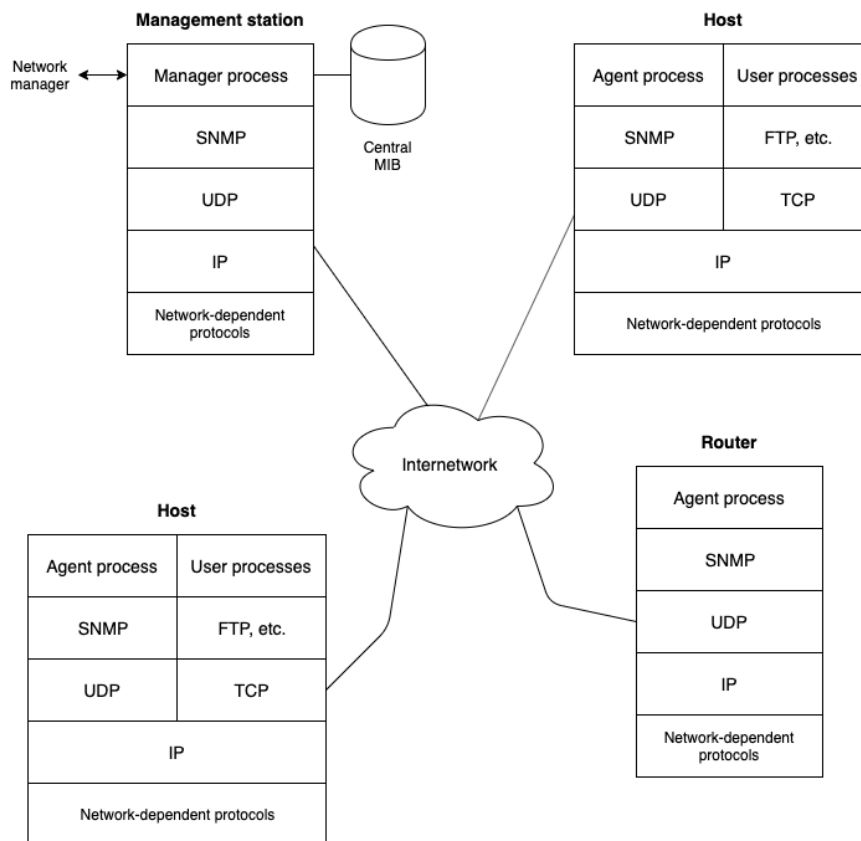 Management station
Network
manager
Manager process
SNMP
UDP
IP
Network-dependent
protocols
Central
MIB
Host
Agent process
User processes
SNMP
FTP, etc.
UDP
TCP
IP
Network-dependent protocols
Internetwork
Host
Agent process
User processes
SNMP
FTP, etc.
UDP
TCP
IP
Network-dependent protocols
Router
Agent process
SNMP
UDP
IP
Network-dependent
protocols